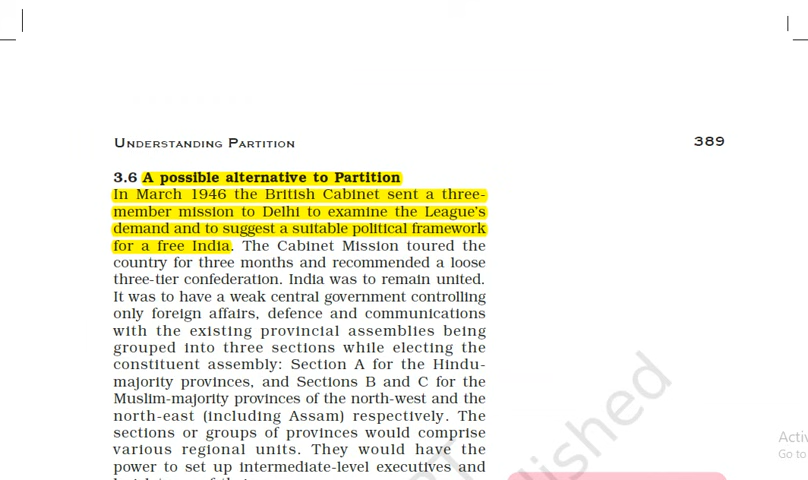 UNDERSTANDING PARTITION
389
3.6 A possible alternative to Partition
In March 1946 the British Cabinet sent a three-
member mission to Delhi to examine the League's
demand and to suggest a suitable political framework
for a free India. The Cabinet Mission toured the
country for three months and recommended a loose
three-tier confederation. India was to remain united.
It was to have a weak central government controlling
only foreign affairs, defence and communications
with the existing provincial assemblies being
grouped into three sections while electing the
constituent assembly: Section A for the Hindu-
majority provinces, and Sections B and C for the
Muslim-majority provinces of the north-west and the
north-east (including Assam) respectively. The
sections or groups of provinces would comprise
various regional units. They would have the
power to set up intermediate-level executives and
Go to